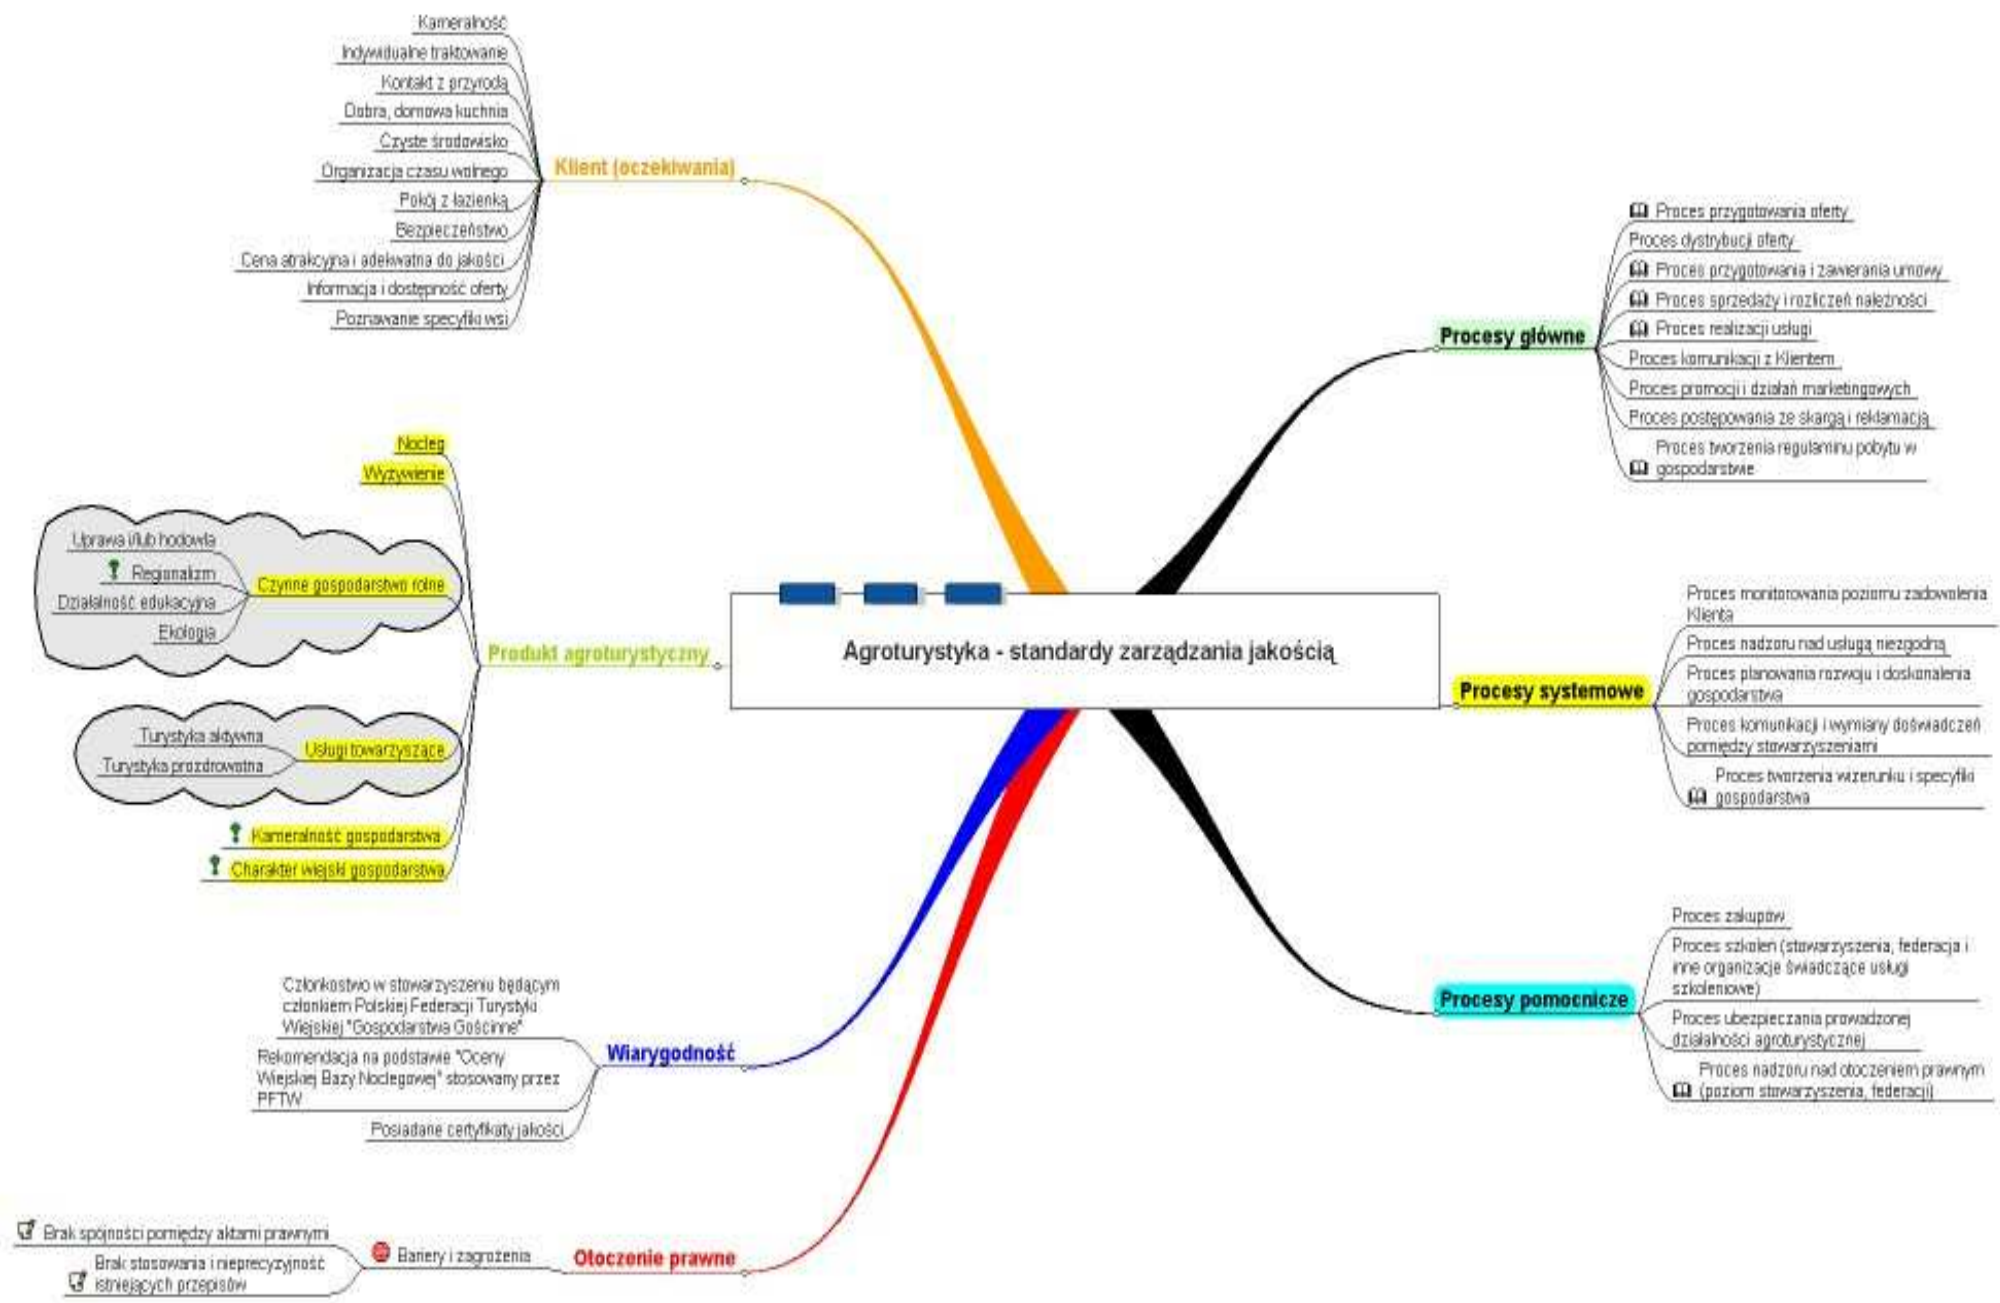 Kameralność
Indywidualne traktowanie
Kontakt z przyrodą
Dobra, domowa kuchnia
Czyste środowisko
Organizacja czasu wolnego
Pokój z łazienką
Bezpieczeństwo
Cena atrakcyjna i adekwatna do jakości
Informacja i dostępność oferty
Poznawanie specyfiki wsi
Klient (oczekiwania)
Nocleg
Wyżywienie
Uprawa i/lub hodowla
Regionalizm
Działalność edukacyjna
Ekologia
Czynne gospodarstwo rolne
Turystyka aktywna
Turystyka prozdrowotna
Usługi towarzyszące
Kameralność gospodarstwa
Charakter wiejski gospodarstwa
Produkt agroturystyczny
Członkostwo w stowarzyszeniu będącym
członkiem Polskiej Federacji Turystyki
Wiejskiej "Gospodarstwa Gościnne"
Rekomendacja na podstawie "Oceny
Wiejskiej Bazy Noclegowej" stosowany przez
PFTW
Posiadane certyfikaty jakości
Wiarygodność
Brak spójności pomiędzy aktami prawnymi
Brak stosowania i nieprecyzyjność
istniejących przepisów
Bariery i zagrożenia
Otoczenie prawne
Agroturystyka - standardy zarządzania jakością
Procesy główne
Proces przygotowania oferty
Proces dystrybucji oferty
Proces przygotowania i zawierania umowy
Proces sprzedaży i rozliczeń należności
Proces realizacji usługi
Proces komunikacji z Klientem
Proces promocji i działań marketingowych
Proces postępowania ze skargą i reklamacją
Proces tworzenia regulaminu pobytu w
gospodarstwie
Procesy systemowe
Proces monitorowania poziomu zadowolenia
Klienta
Proces nadzoru nad usługą niezgodną
Proces planowania rozwoju i doskonalenia
gospodarstwa
Proces komunikacji i wymiany doświadczeń
pomiędzy stowarzyszeniami
Proces tworzenia wizerunku i specyfiki
gospodarstwa
Procesy pomocnicze
Proces zakupów
Proces szkoleń (stowarzyszenia, federacja i
inne organizacje świadczące usługi
szkoleniowe)
Proces ubezpieczania prowadzonej
działalności agroturystycznej
Proces nadzoru nad otoczeniem prawnym
(poziom stowarzyszenia, federacji)